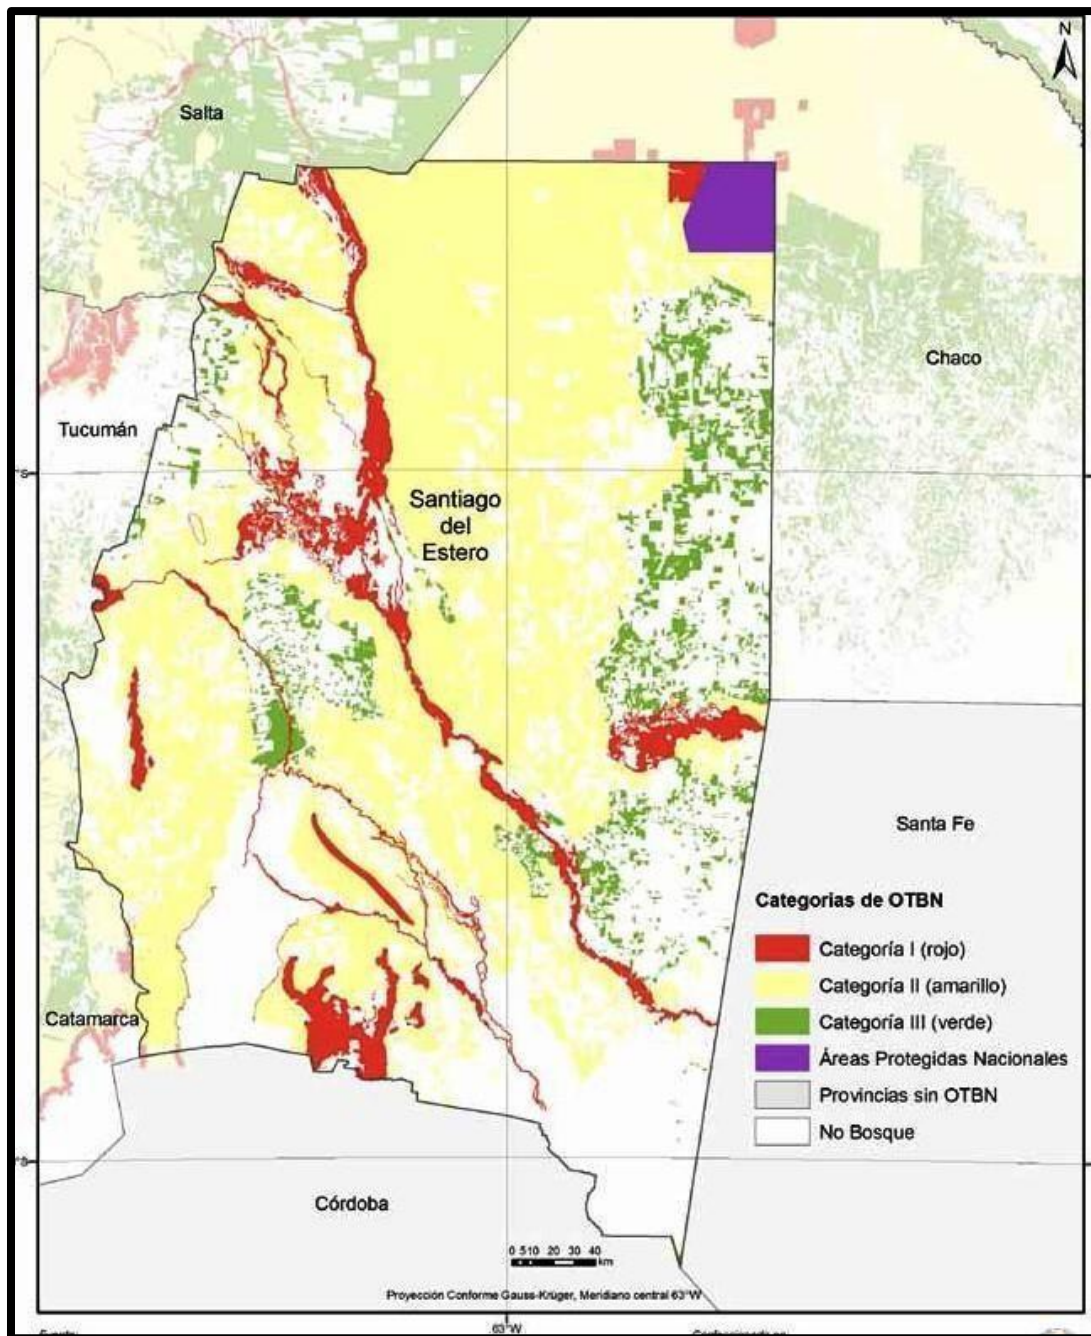 N
Salta
Chaco
Tucumán
Santiago
del
Estero
Santa Fe
Categorias de OTBN
Categoría I (rojo)
Categoría II (amarillo)
Categoría III (verde)
Áreas Protegidas Nacionales
Provincias sin OTBN
No Bosque
Catamarca
Córdoba
0 5 10 20 30 40
km
Proyección Conforme Gauss-Krüger, Meridiano central 63°W
63°W